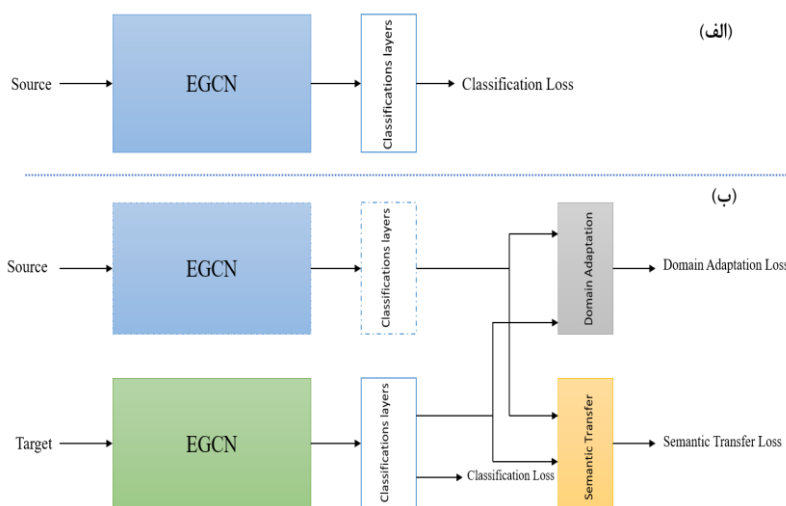 (الف)
Source
EGCN
Classifications layers
Classification Loss
(ب)
Source
EGCN
Classifications layers
Domain Adaptation
Domain Adaptation Loss
Target
EGCN
Classifications layers
Classification Loss
Semantic Transfer
Semantic Transfer Loss